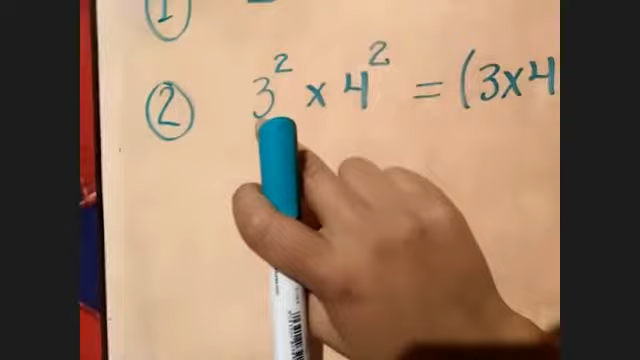 1
2 3² x 4² = (3x4